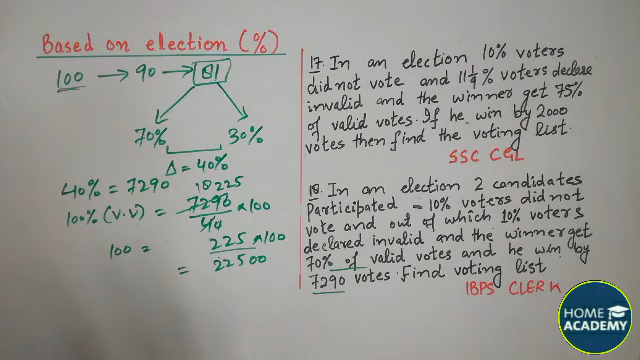 Based on election (%)
100 → 90 → 81
70% 30%
Δ = 40%
40% = 7290
18225
100% (V.V) = 7290 × 100
100 = 225 × 100
= 22500
17. In an election 10% voters
did not vote and 11 1/9 % voters declare
invalid and the winner get 75%
of valid votes. If he win by 2000
votes then find the voting list.
SSC CGL
18. In an election 2 candidates
Participated - 10% voters did not
vote and out of which 10% voters
declared invalid and the winner get
70% of valid votes and he win by
7290 votes. Find voting list
IBPS CLERK
HOME
ACADEMY